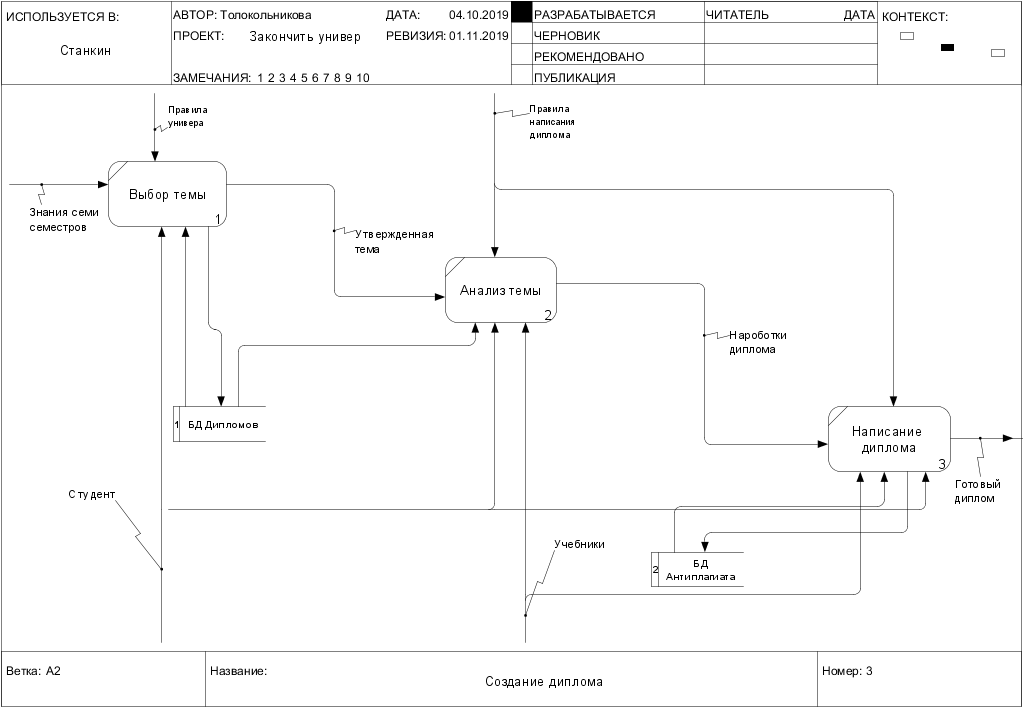 ИСПОЛЬЗУЕТСЯ В:
Станкин
АВТОР: Толокольникова
ДАТА: 04.10.2019
ПРОЕКТ: Закончить универ
РЕВИЗИЯ: 01.11.2019
ЗАМЕЧАНИЯ: 1 2 3 4 5 6 7 8 9 10
РАЗРАБАТЫВАЕТСЯ
ЧЕРНОВИК
РЕКОМЕНДОВАНО
ПУБЛИКАЦИЯ
ЧИТАТЕЛЬ ДАТА
КОНТЕКСТ:
Правила
универа
Правила
написания
диплома
Выбор темы
1
Знания семи
семестров
Утвержденная
тема
Анализ темы
2
Нароботки
диплома
1 БД Дипломов
Написание
диплома
3
Готовый
диплом
Студент
Учебники
2
БД
Антиплагиата
Ветка: A2
Название:
Создание диплома
Номер: 3